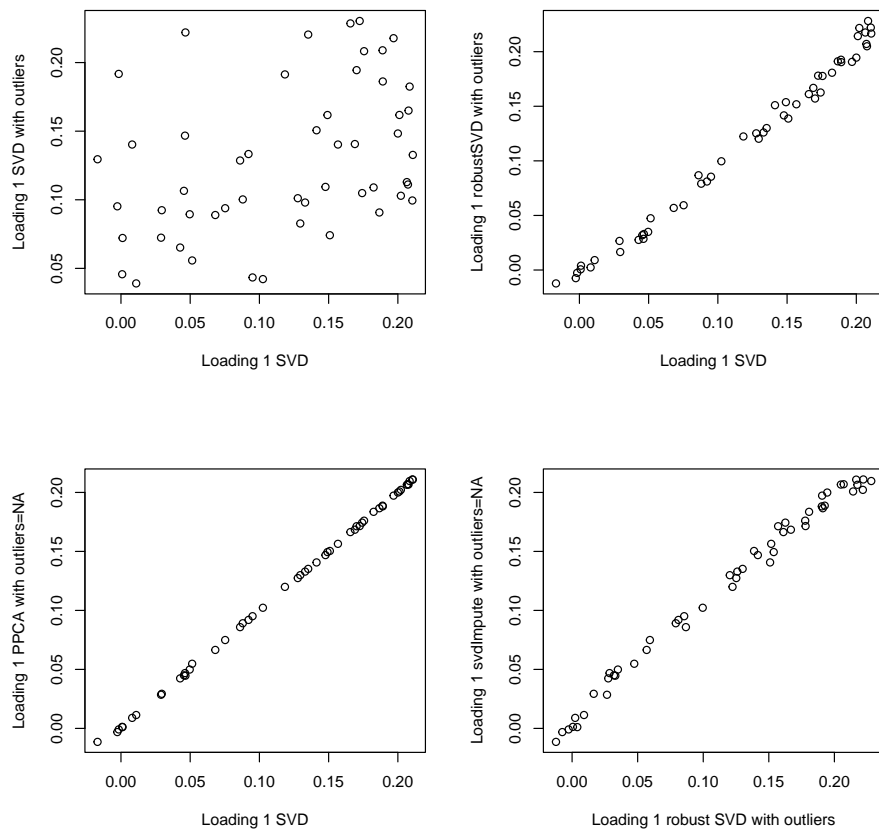 Loading 1 SVD with outliers
0.05 0.10 0.15 0.20
0.00 0.05 0.10 0.15 0.20
Loading 1 SVD
Loading 1 robustSVD with outliers
0.00 0.05 0.10 0.15 0.20
0.00 0.05 0.10 0.15 0.20
Loading 1 SVD
Loading 1 PPCA with outliers=NA
0.00 0.05 0.10 0.15 0.20
0.00 0.05 0.10 0.15 0.20
Loading 1 SVD
Loading 1 svdImpute with outliers=NA
0.00 0.05 0.10 0.15 0.20
0.00 0.05 0.10 0.15 0.20
Loading 1 robust SVD with outliers